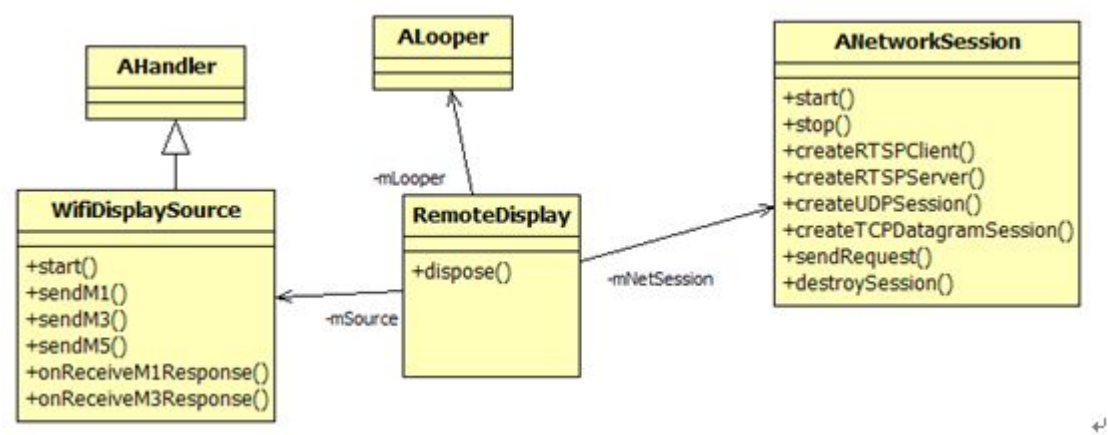 AHandler
ALooper
ANetworkSession
+start()
+stop()
+createRTSPClient()
+createRTSPServer()
+createUDPSession()
+createTCPDatagramSession()
+sendRequest()
+destroySession()
-mLooper
WifiDisplaySource
+start()
+sendM1()
+sendM3()
+sendM5()
+onReceiveM1Response()
+onReceiveM3Response()
RemoteDisplay
+dispose()
-mSource
-mNetSession